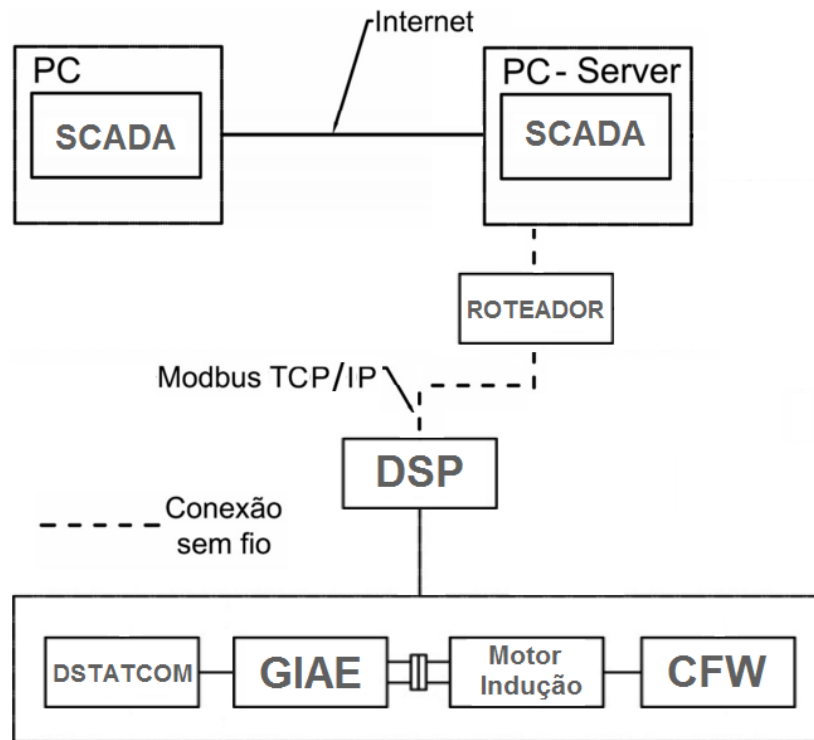 Internet
PC
SCADA
PC - Server
SCADA
ROTEADOR
Modbus TCP/IP
DSP
Conexão
sem fio
DSTATCOM
GIAE
Motor
Indução
CFW